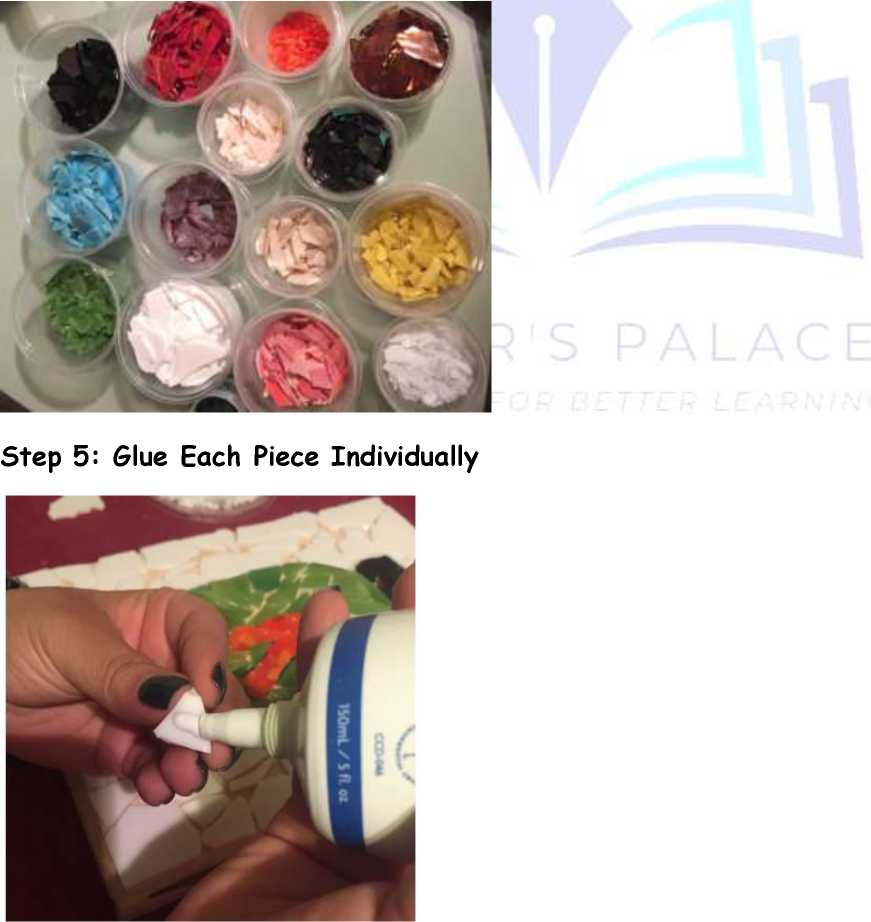 R'S PALACE
FOR BETTER LEARNIN
Step 5: Glue Each Piece Individually
150mL / 5 fl. oz.